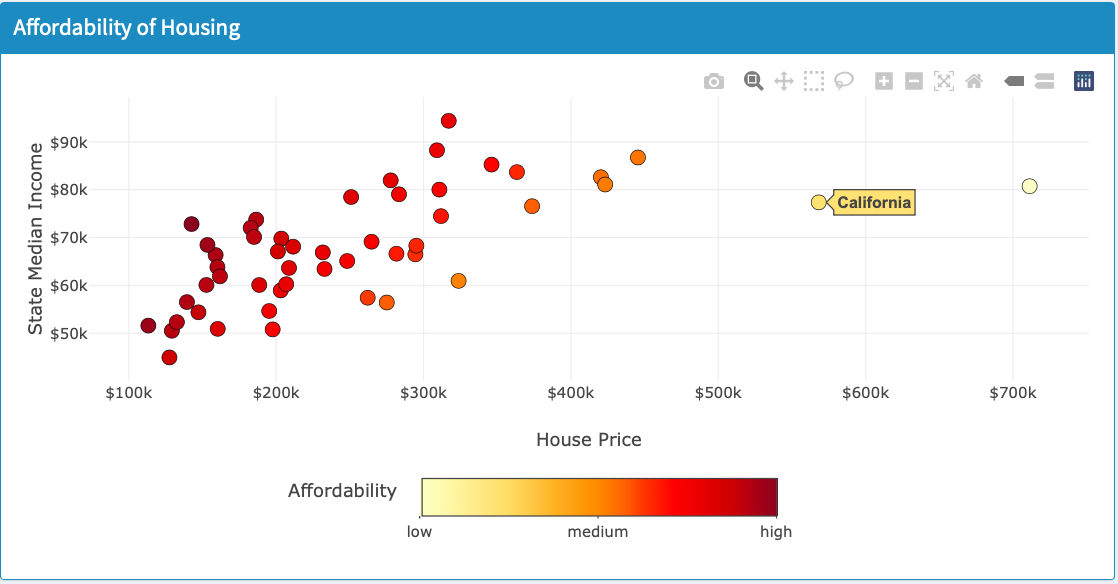 Affordability of Housing
State Median Income
$90k
$80k
$70k
$60k
$50k
California
$100k
$200k
$300k
$400k
$500k
$600k
$700k
House Price
Affordability
low
medium
high